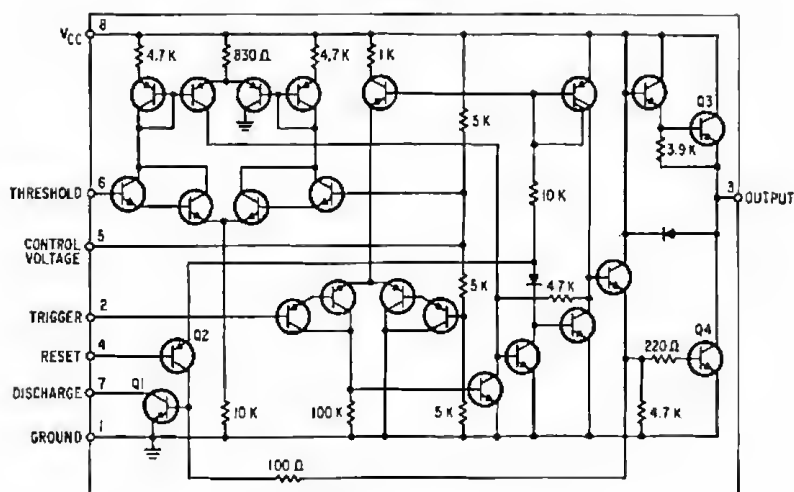 VCC 8
4.7K 830Ω 4.7K 1K
Q3
5K
3.9K
10K
THRESHOLD 6
3 OUTPUT
CONTROL VOLTAGE 5
5K
4.7K
TRIGGER 2
Q2
220Ω Q4
RESET 4
DISCHARGE 7 Q1
10K 100K 5K 4.7K
GROUND 1
100Ω